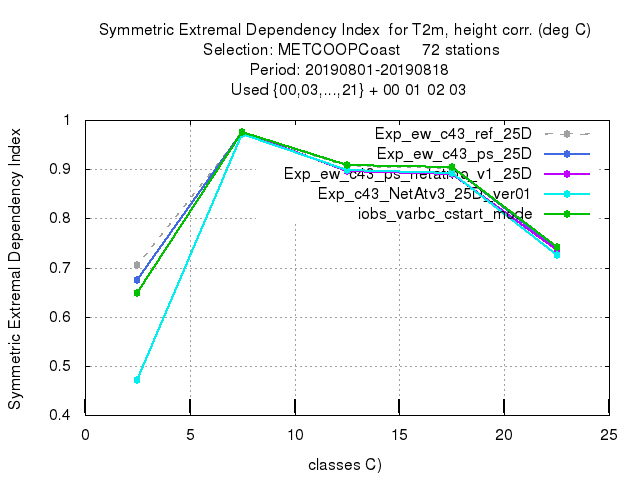 Symmetric Extremal Dependency Index  for T2m, height corr. (deg C)
Selection: METCOOPCoast     72 stations
Period: 20190801-20190818
Used {00,03,...,21} + 00 01 02 03
Symmetric Extremal Dependency Index
1
0.9
0.8
0.7
0.6
0.5
0.4
Exp_ew_c43_ref_25D
Exp_ew_c43_ps_25D
Exp_ew_c43_ps_netatmo_v1_25D
Exp_c43_NetAtv3_25D_ver01
iobs_varbc_cstart_mode
0 5 10 15 20 25
classes C)